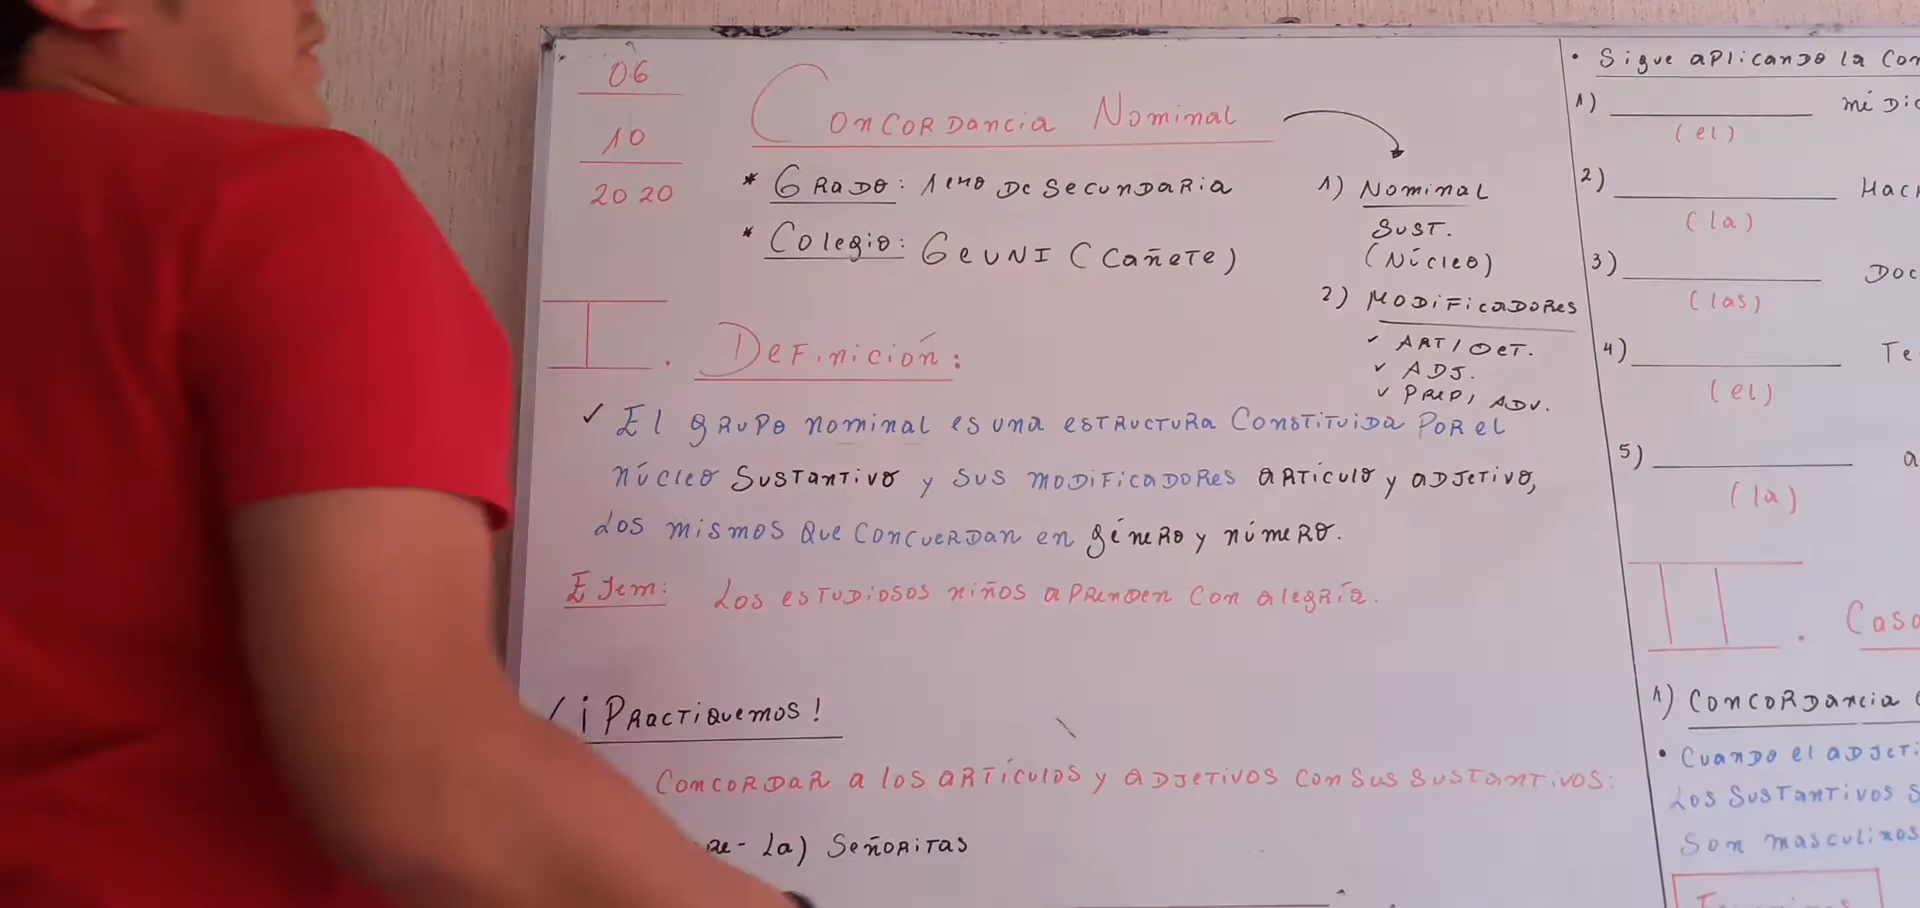 06
10
2020
Concordancia Nominal
* Grado: 1ero De Secundaria
* Colegio: GeUNI (Cañete)
1) Nominal
Sust.
(Núcleo)
2) Modificadores
✓ ART/Det.
✓ ADJ.
✓ Prep, ADV.
I. Definición:
✓ El grupo nominal es una estructura constituida por el
núcleo sustantivo y sus modificadores artículo y adjetivo,
los mismos que concuerdan en género y número.
Ejem: Los estudiosos niños aprenden con alegría.
¡Practiquemos!
Concordar a los artículos y adjetivos con sus sustantivos:
- La) Señoritas
• Sigue aplicando la
1) mé
(el)
2)
(la)
3)
(las)
4)
(el)
5)
(la)
II.
1) Concordancia
• Cuando el
los sustantivos
son masculinos